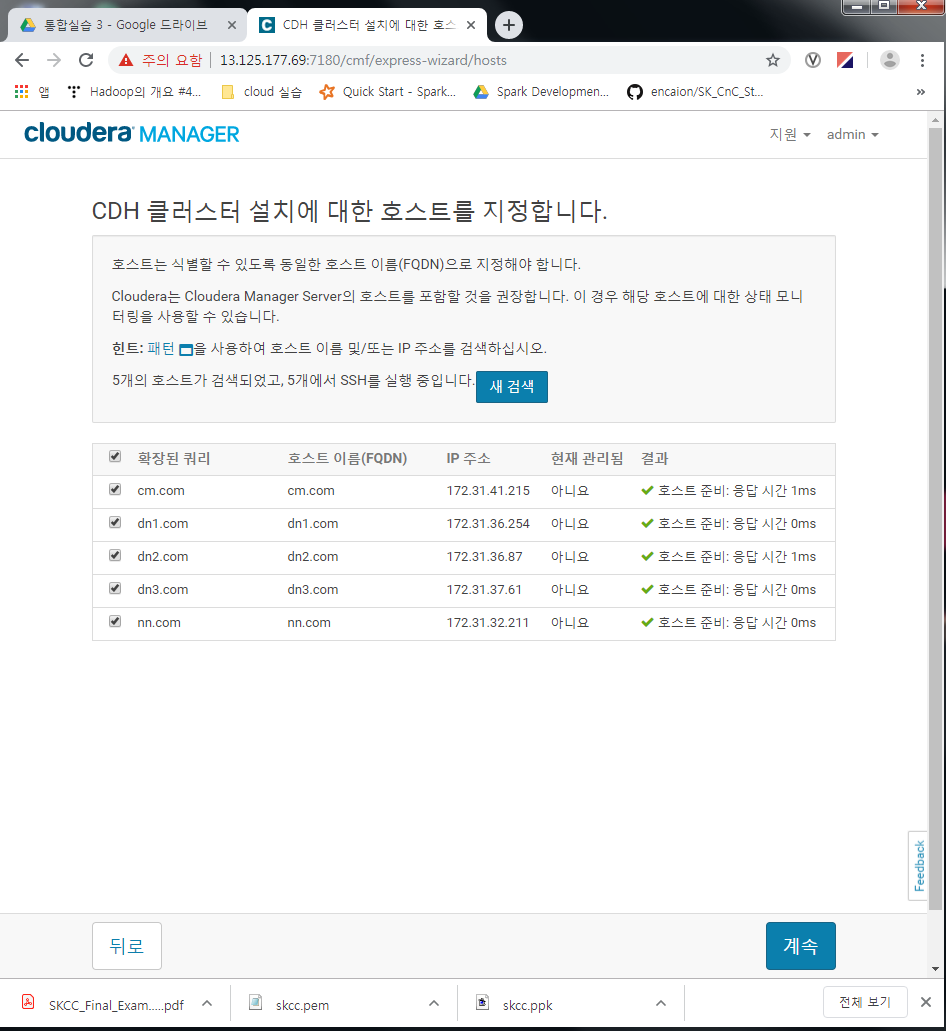 통합실습 3 - Google 드라이브
CDH 클러스터 설치에 대한 호스
주의 요함 | 13.125.177.69:7180/cmf/express-wizard/hosts
앱 Hadoop의 개요 #4... cloud 실습 Quick Start - Spark... Spark Developmen... encaion/SK_CnC_St... »
cloudera MANAGER 지원 admin
CDH 클러스터 설치에 대한 호스트를 지정합니다.
호스트는 식별할 수 있도록 동일한 호스트 이름(FQDN)으로 지정해야 합니다.
Cloudera는 Cloudera Manager Server의 호스트를 포함할 것을 권장합니다. 이 경우 해당 호스트에 대한 상태 모니
터링을 사용할 수 있습니다.
힌트: 패턴 을 사용하여 호스트 이름 및/또는 IP 주소를 검색하십시오.
5개의 호스트가 검색되었고, 5개에서 SSH를 실행 중입니다. 새 검색
확장된 쿼리 호스트 이름(FQDN) IP 주소 현재 관리됨 결과
cm.com cm.com 172.31.41.215 아니요 호스트 준비: 응답 시간 1ms
dn1.com dn1.com 172.31.36.254 아니요 호스트 준비: 응답 시간 0ms
dn2.com dn2.com 172.31.36.87 아니요 호스트 준비: 응답 시간 1ms
dn3.com dn3.com 172.31.37.61 아니요 호스트 준비: 응답 시간 0ms
nn.com nn.com 172.31.32.211 아니요 호스트 준비: 응답 시간 0ms
Feedback
뒤로 계속
SKCC_Final_Exam.....pdf skcc.pem skcc.ppk 전체 보기